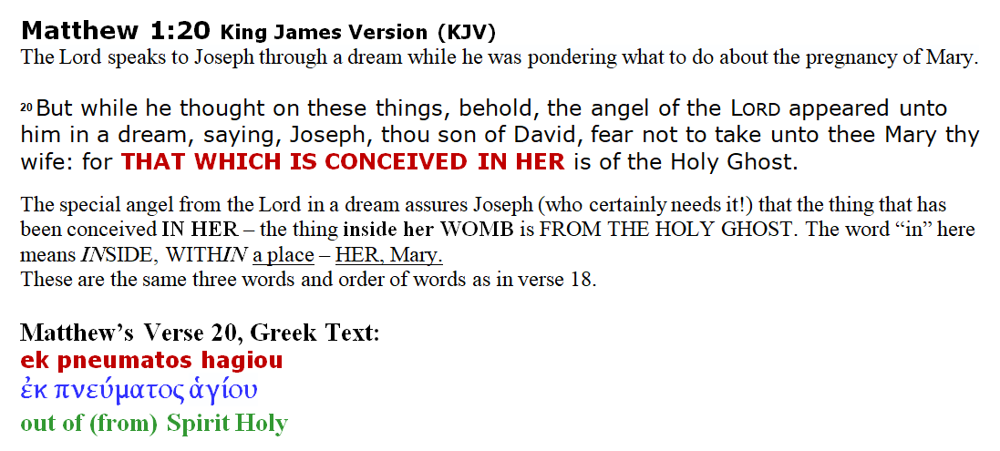 Matthew 1:20 King James Version (KJV)
The Lord speaks to Joseph through a dream while he was pondering what to do about the pregnancy of Mary.
20 But while he thought on these things, behold, the angel of the LORD appeared unto
him in a dream, saying, Joseph, thou son of David, fear not to take unto thee Mary thy
wife: for THAT WHICH IS CONCEIVED IN HER is of the Holy Ghost.
The special angel from the Lord in a dream assures Joseph (who certainly needs it!) that the thing that has
been conceived IN HER – the thing inside her WOMB is FROM THE HOLY GHOST. The word “in” here
means INSIDE, WITHIN a place – HER, Mary.
These are the same three words and order of words as in verse 18.
Matthew’s Verse 20, Greek Text:
ek pneumatos hagiou
ἐκ πνεύματος ἁγίου
out of (from) Spirit Holy